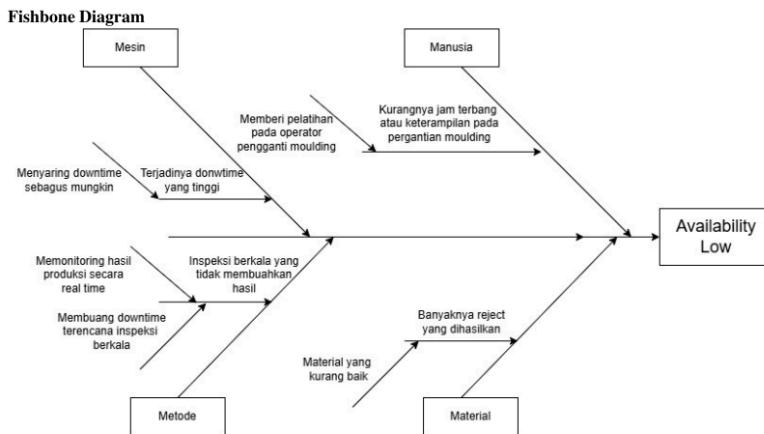 Fishbone Diagram
Mesin
Manusia
Memberi pelatihan
pada operator
pengganti moulding
Kurangnya jam terbang
atau keterampilan pada
pergantian moulding
Menyaring downtime
sebagus mungkin
Terjadinya donwtime
yang tinggi
Availability
Low
Memonitoring hasil
produksi secara
real time
Inspeksi berkala yang
tidak membuahkan
hasil
Membuang downtime
terencana inspeksi
berkala
Banyaknya reject
yang dihasilkan
Material yang
kurang baik
Metode
Material